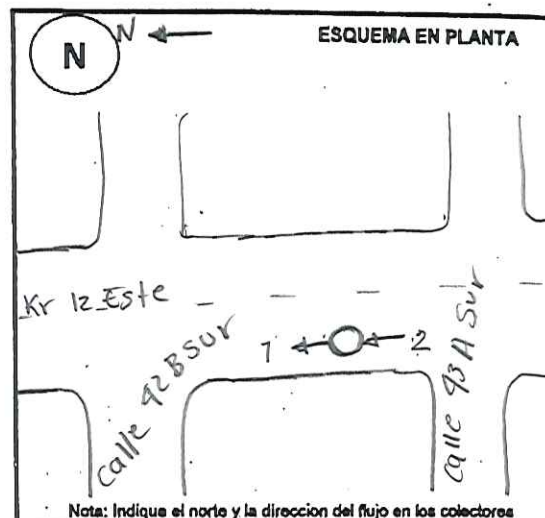 N
N
ESQUEMA EN PLANTA
Kr 12 Este
1
2
Calle 92 B Sur
Calle 93 A Sur
Nota: Indique el norte y la direccion del flujo en los colectores